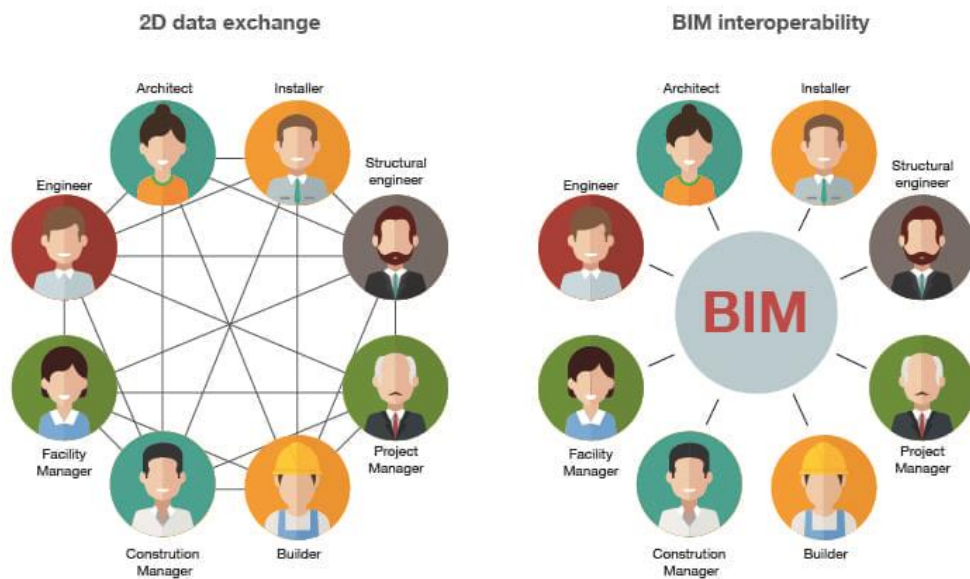 2D data exchange
Architect
Installer
Engineer
Structural
engineer
Facility
Manager
Project
Manager
Constrution
Manager
Builder
BIM interoperability
Architect
Installer
Engineer
Structural
engineer
BIM
Facility
Manager
Project
Manager
Constrution
Manager
Builder